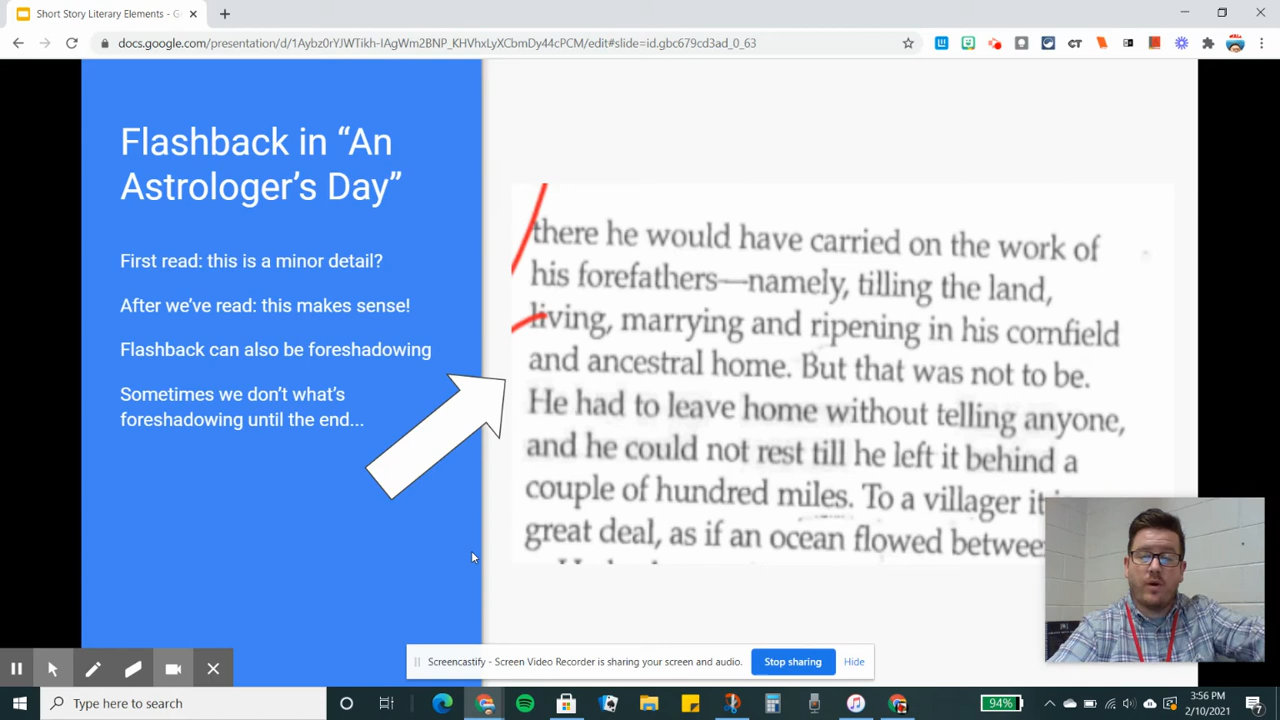 Short Story Literary Elements - G
docs.google.com/presentation/d/1Aybz0rYJWTikh-IAgWm2BNP_KHVhxLyXCbmDy44cPCM/edit#slide=id.gbc679cd3ad_0_63
Flashback in “An
Astrologer’s Day”
First read: this is a minor detail?
After we’ve read: this makes sense!
Flashback can also be foreshadowing
Sometimes we don’t what’s
foreshadowing until the end...
there he would have carried on the work of
his forefathers—namely, tilling the land,
living, marrying and ripening in his cornfield
and ancestral home. But that was not to be.
He had to leave home without telling anyone,
and he could not rest till he left it behind a
couple of hundred miles. To a villager it
great deal, as if an ocean flowed betwee
Screencastify - Screen Video Recorder is sharing your screen and audio.
Stop sharing
Hide
Type here to search
94%
3:56 PM
2/10/2021